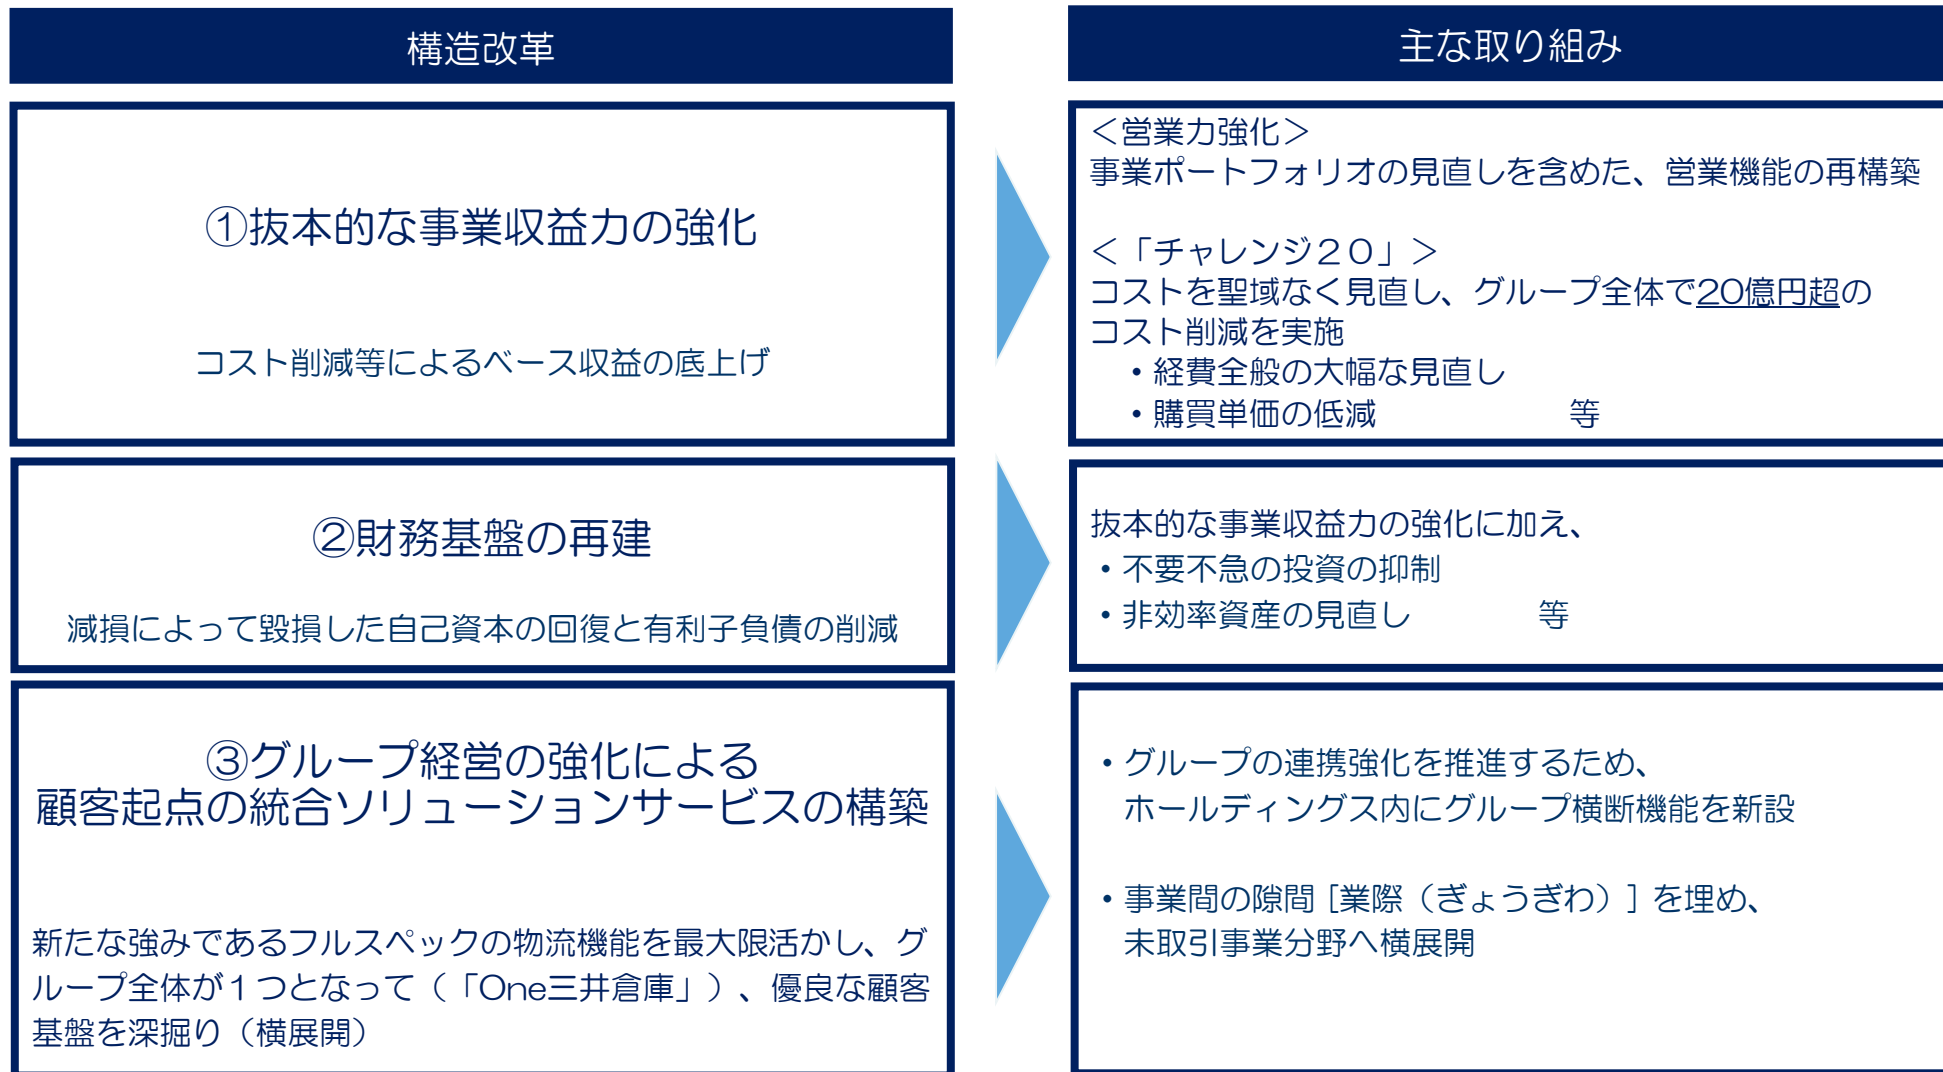 構造改革
主な取り組み
①抜本的な事業収益力の強化
コスト削減等によるベース収益の底上げ
＜営業力強化＞
事業ポートフォリオの見直しを含めた、営業機能の再構築
＜「チャレンジ２０」＞
コストを聖域なく見直し、グループ全体で20億円超の
コスト削減を実施
・経費全般の大幅な見直し
・購買単価の低減　　　　　　等
②財務基盤の再建
減損によって毀損した自己資本の回復と有利子負債の削減
抜本的な事業収益力の強化に加え、
・不要不急の投資の抑制
・非効率資産の見直し　　　　等
③グループ経営の強化による
顧客起点の統合ソリューションサービスの構築
新たな強みであるフルスペックの物流機能を最大限活かし、グ
ループ全体が１つとなって（「One三井倉庫」）、優良な顧客
基盤を深掘り（横展開）
・グループの連携強化を推進するため、
ホールディングス内にグループ横断機能を新設
・事業間の隙間［業際（ぎょうぎわ）］を埋め、
未取引事業分野へ横展開